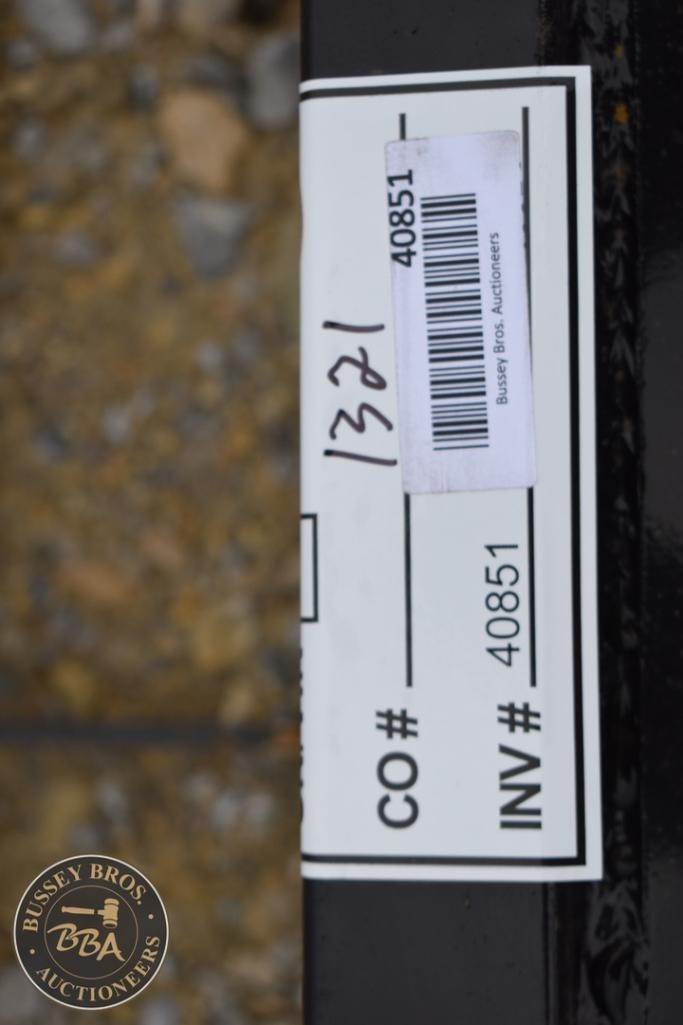 1321
CO #
40851
Bussey Bros. Auctioneers
INV # 40851
BUSSEY BROS.
BBA
AUCTIONEERS